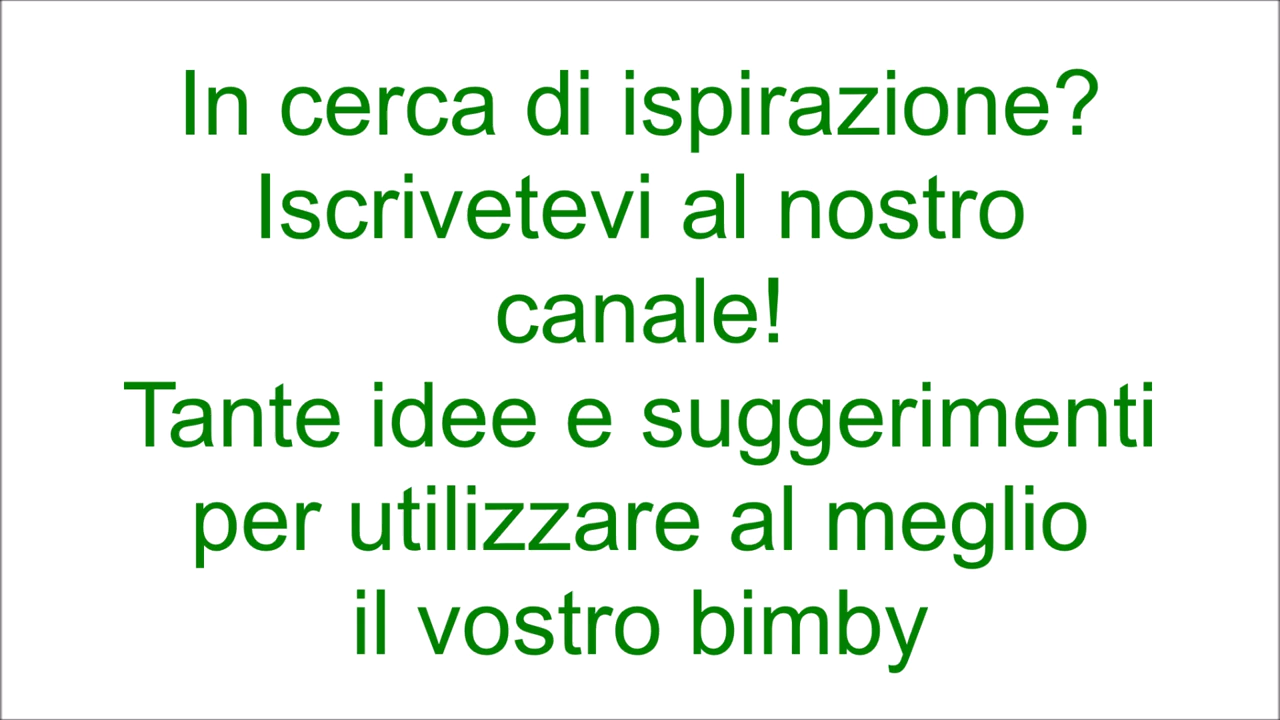 In cerca di ispirazione?
Iscrivetevi al nostro
canale!
Tante idee e suggerimenti
per utilizzare al meglio
il vostro bimby